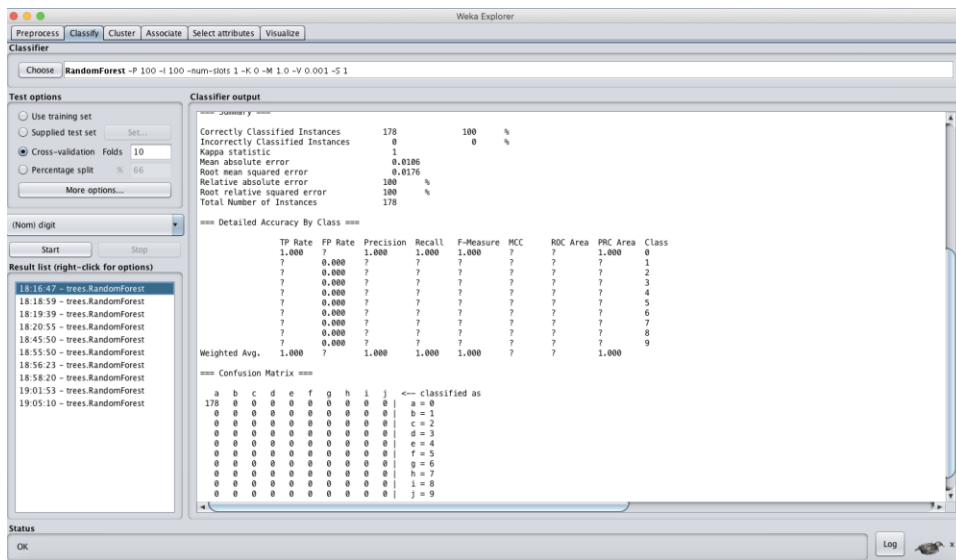 Weka Explorer
Preprocess Classify Cluster Associate Select attributes Visualize
Classifier
Choose RandomForest -P 100 -I 100 -num-slots 1 -K 0 -M 1.0 -V 0.001 -S 1
Test options
Use training set
Supplied test set Set...
Cross-validation Folds 10
Percentage split % 66
More options...
(Nom) digit
Start Stop
Result list (right-click for options)
18:16:47 - trees.RandomForest
18:18:59 - trees.RandomForest
18:19:39 - trees.RandomForest
18:20:55 - trees.RandomForest
18:45:50 - trees.RandomForest
18:55:50 - trees.RandomForest
18:56:23 - trees.RandomForest
18:58:20 - trees.RandomForest
19:01:53 - trees.RandomForest
19:05:10 - trees.RandomForest
Classifier output
=== Summary ===
Correctly Classified Instances 178 100 %
Incorrectly Classified Instances 0 0 %
Kappa statistic 1
Mean absolute error 0.0106
Root mean squared error 0.0176
Relative absolute error 100 %
Root relative squared error 100 %
Total Number of Instances 178
=== Detailed Accuracy By Class ===
TP Rate FP Rate Precision Recall F-Measure MCC ROC Area PRC Area Class
1.000 ? 1.000 1.000 1.000 ? ? 1.000 0
? 0.000 ? ? ? ? ? ? 1
? 0.000 ? ? ? ? ? ? 2
? 0.000 ? ? ? ? ? ? 3
? 0.000 ? ? ? ? ? ? 4
? 0.000 ? ? ? ? ? ? 5
? 0.000 ? ? ? ? ? ? 6
? 0.000 ? ? ? ? ? ? 7
? 0.000 ? ? ? ? ? ? 8
? 0.000 ? ? ? ? ? ? 9
Weighted Avg. 1.000 ? 1.000 1.000 1.000 ? ? 1.000
=== Confusion Matrix ===
a b c d e f g h i j <-- classified as
178 0 0 0 0 0 0 0 0 0 | a = 0
0 0 0 0 0 0 0 0 0 0 | b = 1
0 0 0 0 0 0 0 0 0 0 | c = 2
0 0 0 0 0 0 0 0 0 0 | d = 3
0 0 0 0 0 0 0 0 0 0 | e = 4
0 0 0 0 0 0 0 0 0 0 | f = 5
0 0 0 0 0 0 0 0 0 0 | g = 6
0 0 0 0 0 0 0 0 0 0 | h = 7
0 0 0 0 0 0 0 0 0 0 | i = 8
0 0 0 0 0 0 0 0 0 0 | j = 9
Status
OK
Log
x